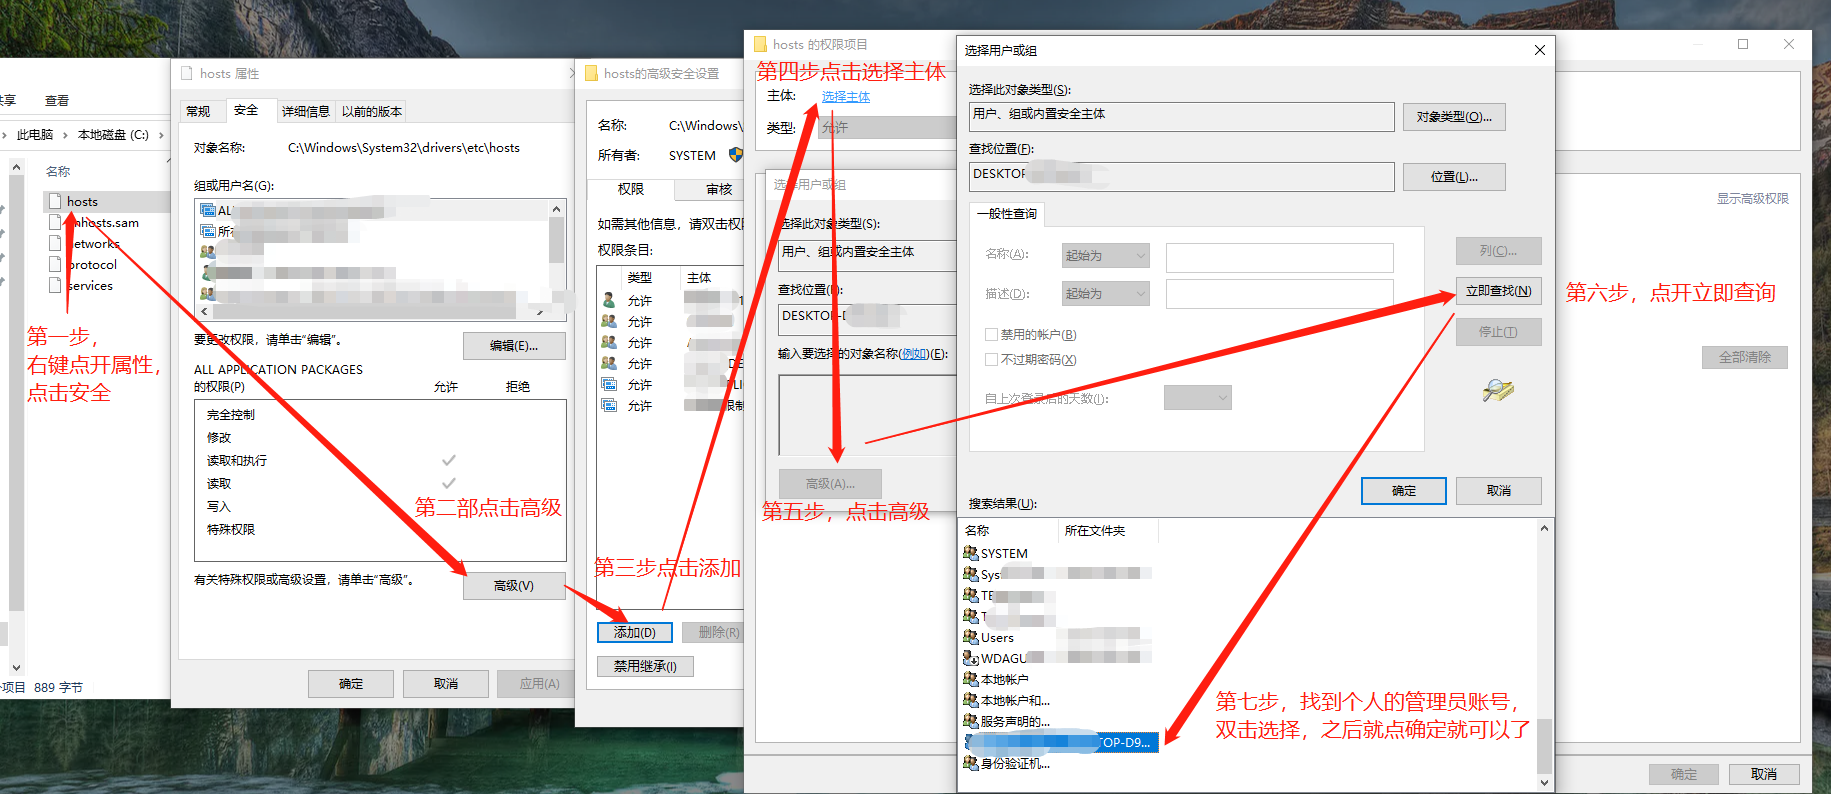 共享
查看
此电脑 > 本地磁盘 (C:) >
名称
hosts
lmhosts.sam
networks
protocol
services
第一步，
右键点开属性，
点击安全
个项目 889 字节
hosts 属性
常规
安全
详细信息
以前的版本
对象名称:
C:\Windows\System32\drivers\etc\hosts
组或用户名(G):
要更改权限，请单击"编辑"。
编辑(E)...
ALL APPLICATION PACKAGES
的权限(P)
允许
拒绝
完全控制
修改
读取和执行
读取
写入
特殊权限
第二部点击高级
有关特殊权限或高级设置，请单击"高级"。
高级(V)
确定
取消
应用(A)
hosts的高级安全设置
名称:
C:\Windows\
所有者:
SYSTEM
权限
审核
如需其他信息，请双击权限
权限条目:
类型
主体
允许
允许
允许
允许
允许
允许
第三步点击添加
添加(D)
删除(R)
禁用继承(I)
hosts 的权限项目
第四步点击选择主体
主体:
选择主体
类型:
允许
显示高级权限
全部清除
确定
取消
选择用户或组
选择此对象类型(S):
用户、组或内置安全主体
查找位置(F):
DESKTOP-D
输入要选择的对象名称(例如)(E):
高级(A)...
第五步，点击高级
选择用户或组
选择此对象类型(S):
用户、组或内置安全主体
对象类型(O)...
查找位置(F):
DESKTOP
位置(L)...
一般性查询
名称(A):
起始为
描述(D):
起始为
禁用的帐户(B)
不过期密码(X)
自上次登录后的天数(I):
列(C)...
立即查找(N)
停止(T)
第六步，点开立即查询
确定
取消
搜索结果(U):
名称
所在文件夹
SYSTEM
Users
WDAGU
本地帐户
本地帐户和...
服务声明的...
TOP-D9...
身份验证机...
第七步，找到个人的管理员账号，
双击选择，之后就点确定就可以了